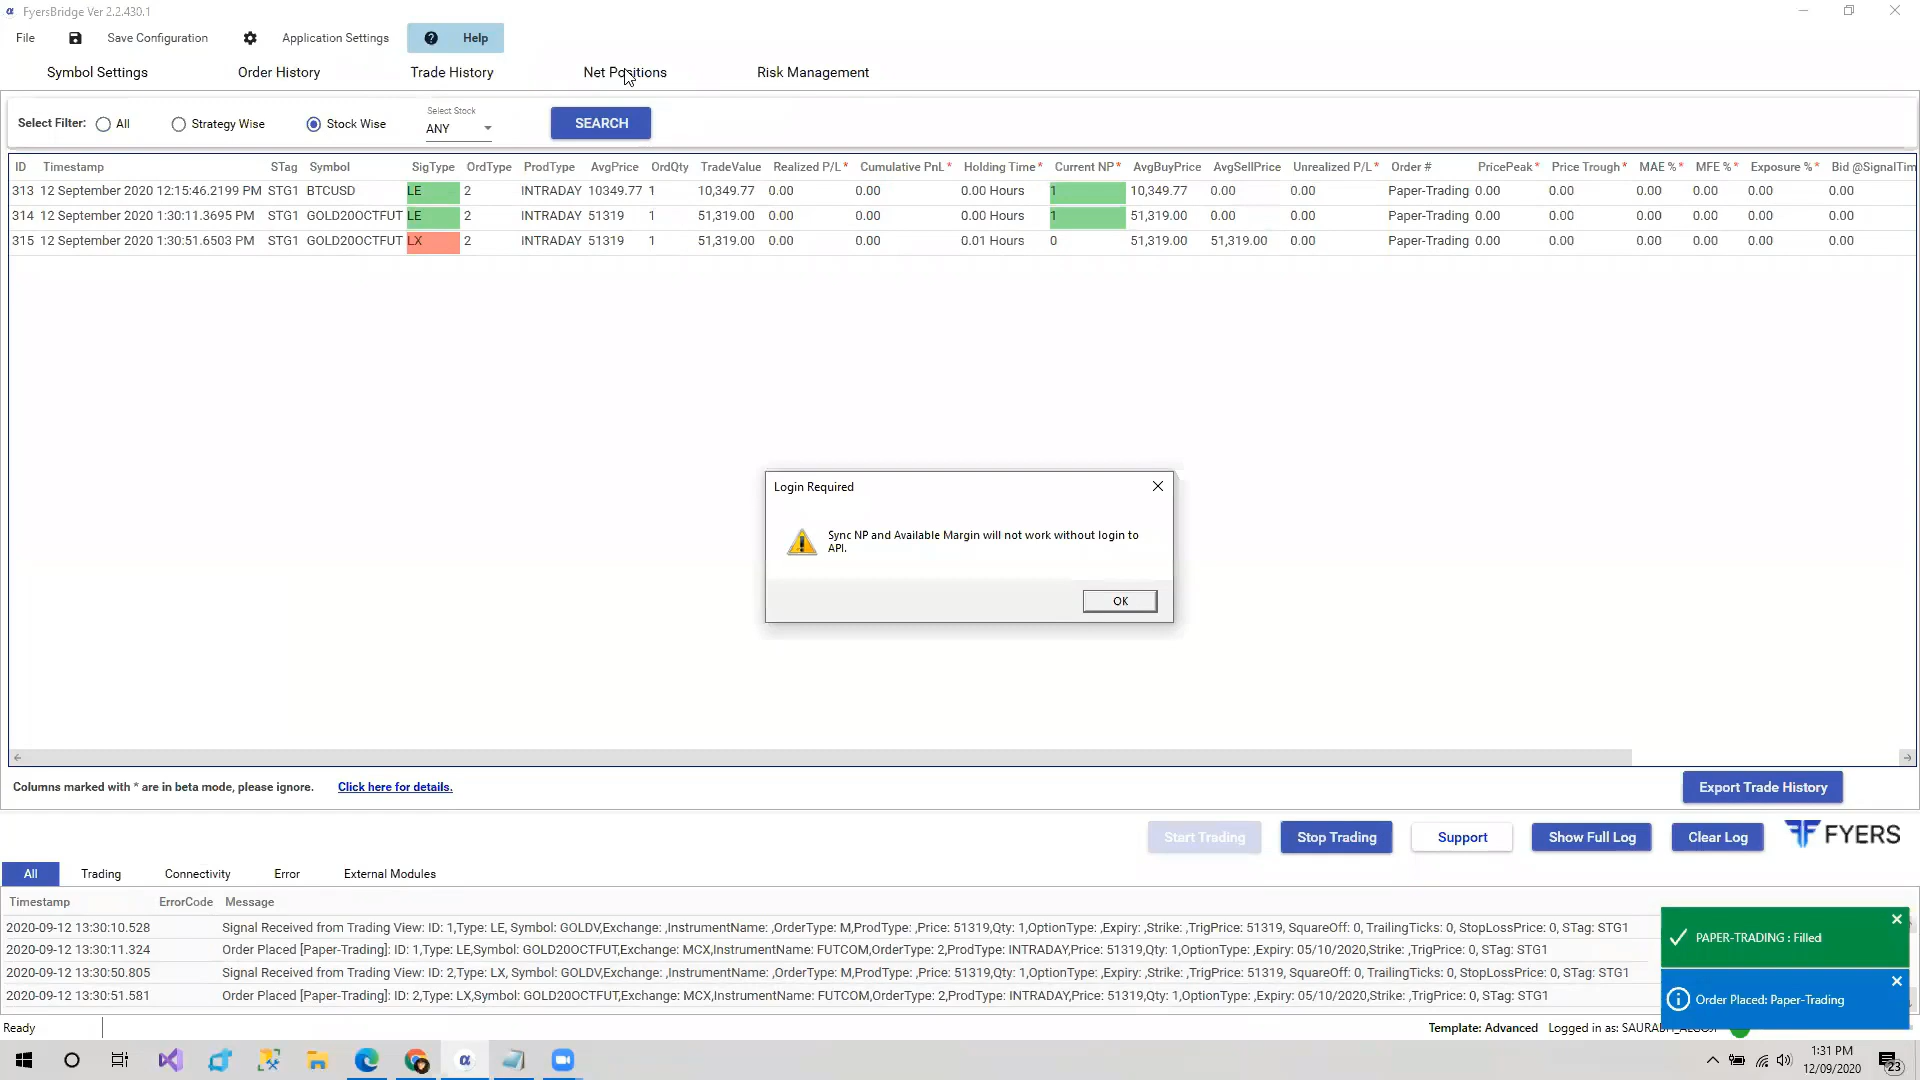 FyersBridge Ver 2.2.430.1
File Save Configuration Application Settings Help
Symbol Settings Order History Trade History Net Positions Risk Management
Select Filter: All Strategy Wise Stock Wise Select Stock ANY SEARCH
ID Timestamp STag Symbol SigType OrdType ProdType AvgPrice OrdQty TradeValue Realized P/L* Cumulative PnL* Holding Time* Current NP* AvgBuyPrice AvgSellPrice Unrealized P/L* Order # PricePeak* Price Trough* MAE %* MFE %* Exposure %* Bid @SignalTim
313 12 September 2020 12:15:46.2199 PM STG1 BTCUSD LE 2 INTRADAY 10349.77 1 10,349.77 0.00 0.00 0.00 Hours 1 10,349.77 0.00 0.00 Paper-Trading 0.00 0.00 0.00 0.00 0.00 0.00
314 12 September 2020 1:30:11.3695 PM STG1 GOLD20OCTFUT LE 2 INTRADAY 51319 1 51,319.00 0.00 0.00 0.00 Hours 1 51,319.00 0.00 0.00 Paper-Trading 0.00 0.00 0.00 0.00 0.00 0.00
315 12 September 2020 1:30:51.6503 PM STG1 GOLD20OCTFUT LX 2 INTRADAY 51319 1 51,319.00 0.00 0.00 0.01 Hours 0 51,319.00 51,319.00 0.00 Paper-Trading 0.00 0.00 0.00 0.00 0.00 0.00
Login Required
Sync NP and Available Margin will not work without login to
API.
OK
Columns marked with * are in beta mode, please ignore. Click here for details. Export Trade History
Start Trading Stop Trading Support Show Full Log Clear Log FYERS
All Trading Connectivity Error External Modules
Timestamp ErrorCode Message
2020-09-12 13:30:10.528 Signal Received from Trading View: ID: 1,Type: LE, Symbol: GOLDV,Exchange: ,InstrumentName: ,OrderType: M,ProdType: ,Price: 51319,Qty: 1,OptionType: ,Expiry: ,Strike: ,TrigPrice: 51319, SquareOff: 0, TrailingTicks: 0, StopLossPrice: 0, STag: STG1
2020-09-12 13:30:11.324 Order Placed [Paper-Trading]: ID: 1,Type: LE,Symbol: GOLD20OCTFUT,Exchange: MCX,InstrumentName: FUTCOM,OrderType: 2,ProdType: INTRADAY,Price: 51319,Qty: 1,OptionType: ,Expiry: 05/10/2020,Strike: ,TrigPrice: 0, STag: STG1
2020-09-12 13:30:50.805 Signal Received from Trading View: ID: 2,Type: LX, Symbol: GOLDV,Exchange: ,InstrumentName: ,OrderType: M,ProdType: ,Price: 51319,Qty: 1,OptionType: ,Expiry: ,Strike: ,TrigPrice: 51319, SquareOff: 0, TrailingTicks: 0, StopLossPrice: 0, STag: STG1
2020-09-12 13:30:51.581 Order Placed [Paper-Trading]: ID: 2,Type: LX,Symbol: GOLD20OCTFUT,Exchange: MCX,InstrumentName: FUTCOM,OrderType: 2,ProdType: INTRADAY,Price: 51319,Qty: 1,OptionType: ,Expiry: 05/10/2020,Strike: ,TrigPrice: 0, STag: STG1
PAPER-TRADING : Filled
Order Placed: Paper-Trading
Ready Template: Advanced Logged in as:
1:31 PM
12/09/2020
23